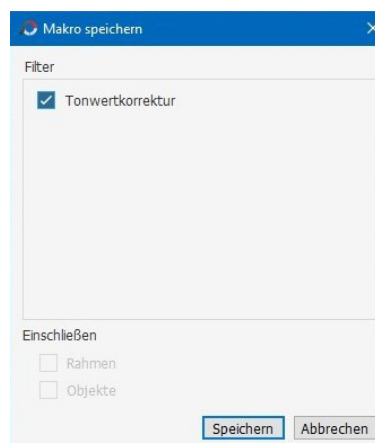 Makro speichern
Filter
Tonwertkorrektur
Einschließen
Rahmen
Objekte
Speichern Abbrechen